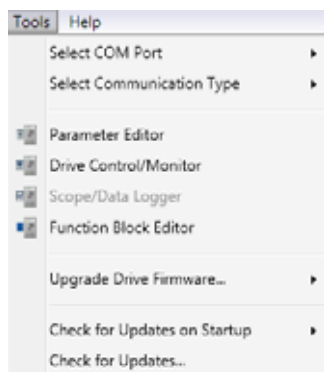 Tools Help
Select COM Port
Select Communication Type
Parameter Editor
Drive Control/Monitor
Scope/Data Logger
Function Block Editor
Upgrade Drive Firmware...
Check for Updates on Startup
Check for Updates...